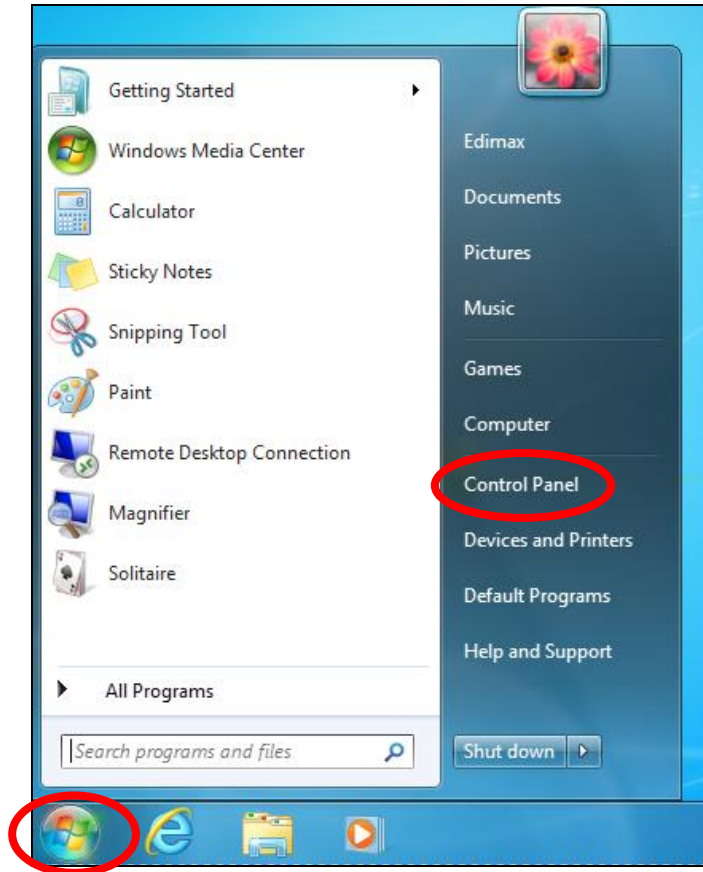 Getting Started
Windows Media Center
Calculator
Sticky Notes
Snipping Tool
Paint
Remote Desktop Connection
Magnifier
Solitaire
All Programs
Search programs and files
Edimax
Documents
Pictures
Music
Games
Computer
Control Panel
Devices and Printers
Default Programs
Help and Support
Shut down